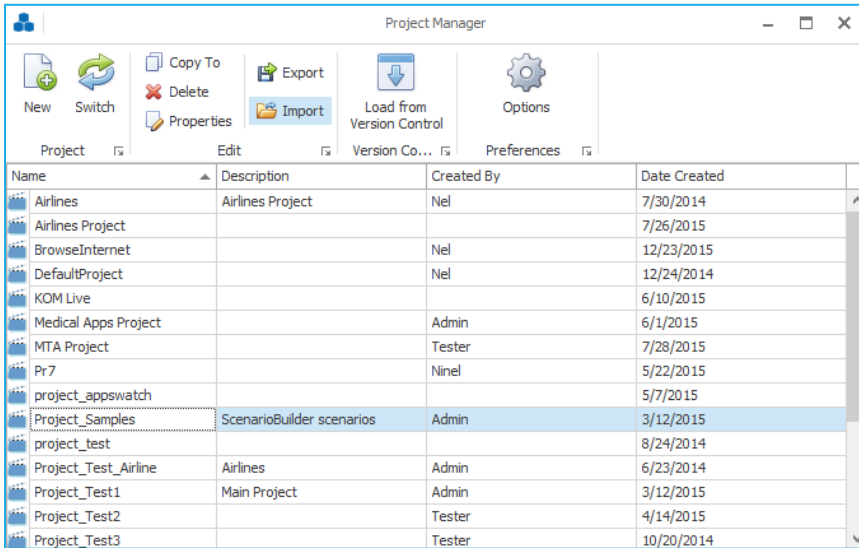 Project Manager
New
Switch
Copy To
Delete
Properties
Export
Import
Load from
Version Control
Options
Project
Edit
Version Co...
Preferences
Name Description Created By Date Created
Airlines Airlines Project Nel 7/30/2014
Airlines Project 7/26/2015
BrowseInternet Nel 12/23/2015
DefaultProject Nel 12/24/2014
KOM Live 6/10/2015
Medical Apps Project Admin 6/1/2015
MTA Project Tester 7/28/2015
Pr7 Ninel 5/22/2015
project_appswatch 5/7/2015
Project_Samples ScenarioBuilder scenarios Admin 3/12/2015
project_test 8/24/2014
Project_Test_Airline Airlines Admin 6/23/2014
Project_Test1 Main Project Admin 3/12/2015
Project_Test2 Tester 4/14/2015
Project_Test3 Tester 10/20/2014